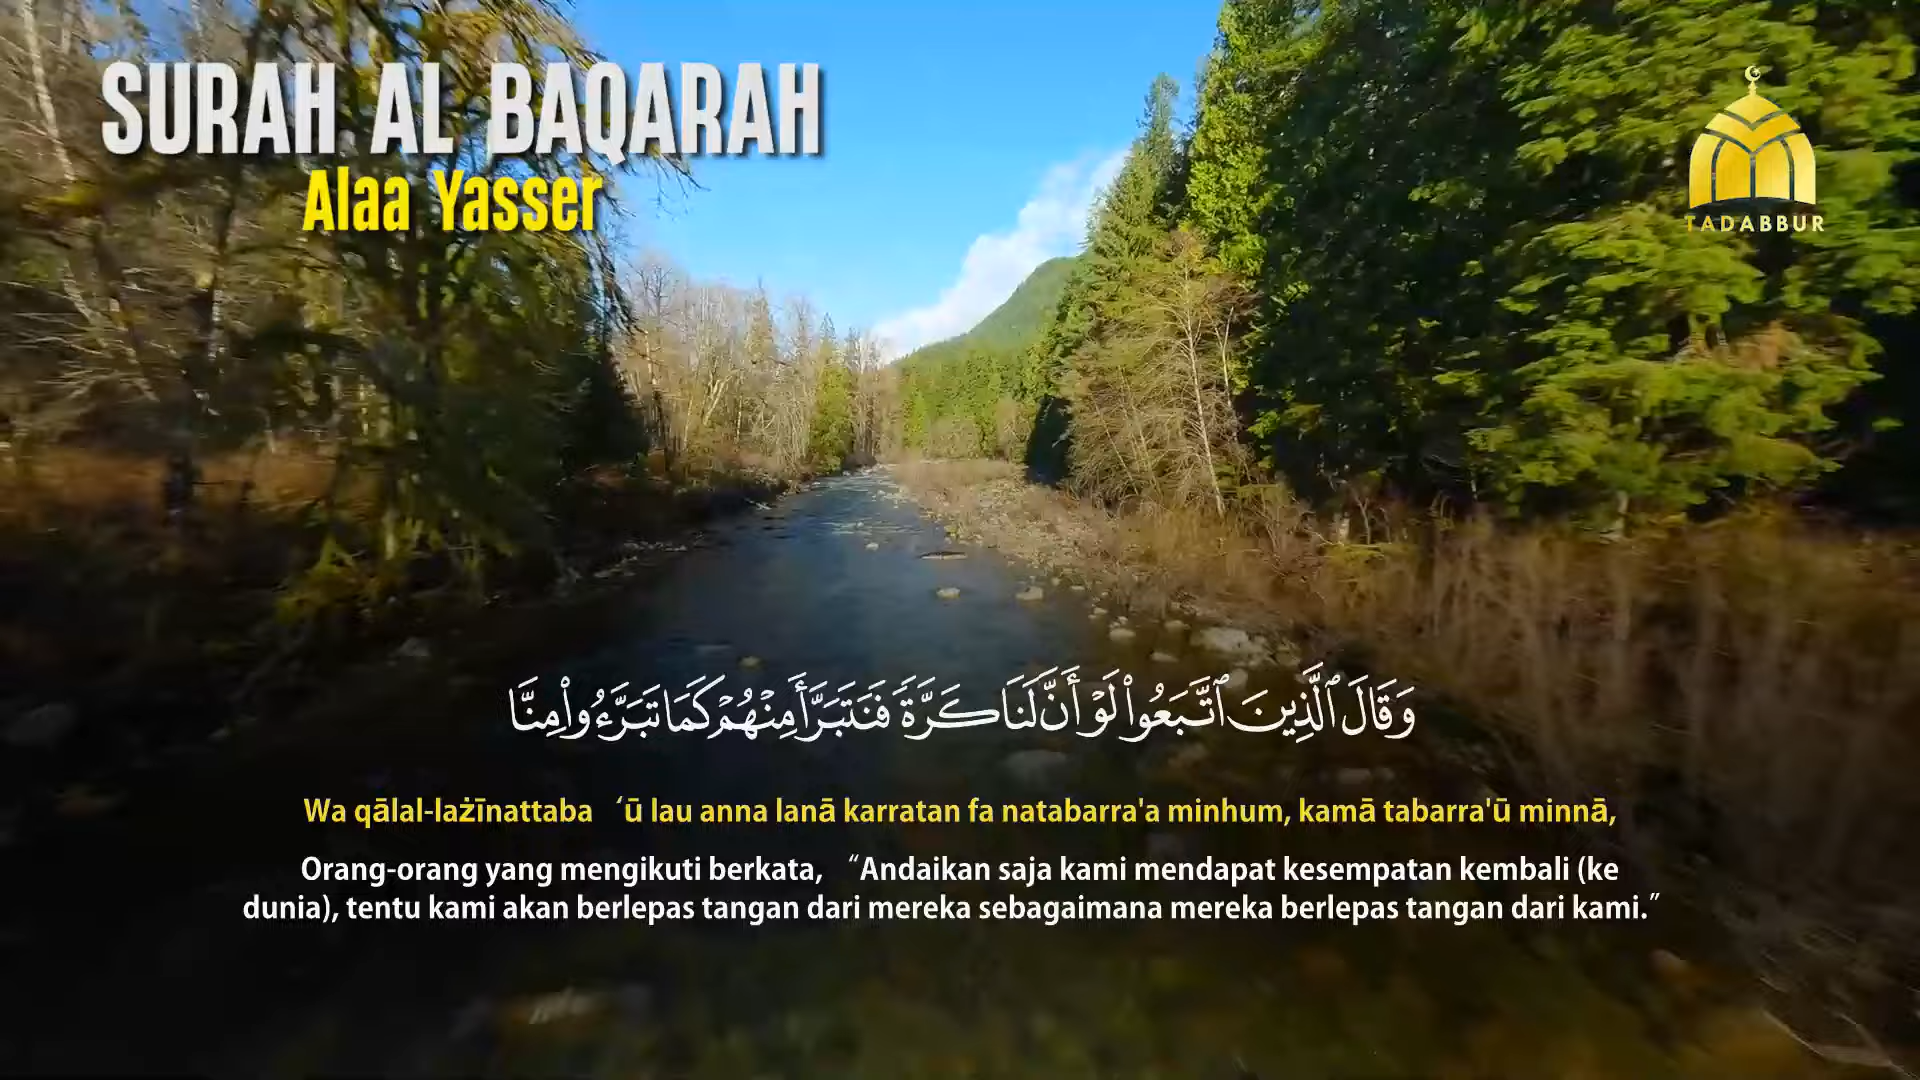 SURAH AL BAQARAH
Alaa Yasser
TADABBUR
وَقَالَ ٱلَّذِينَ ٱتَّبَعُوا۟ لَوْ أَنَّ لَنَا كَرَّةً فَنَتَبَرَّأَ مِنْهُمْ كَمَا تَبَرَّءُوا۟ مِنَّا
Wa qālal-lażīnattaba ‘ū lau anna lanā karratan fa natabarra'a minhum, kamā tabarra'ū minnā,
Orang-orang yang mengikuti berkata, “Andaikan saja kami mendapat kesempatan kembali (ke
dunia), tentu kami akan berlepas tangan dari mereka sebagaimana mereka berlepas tangan dari kami.”